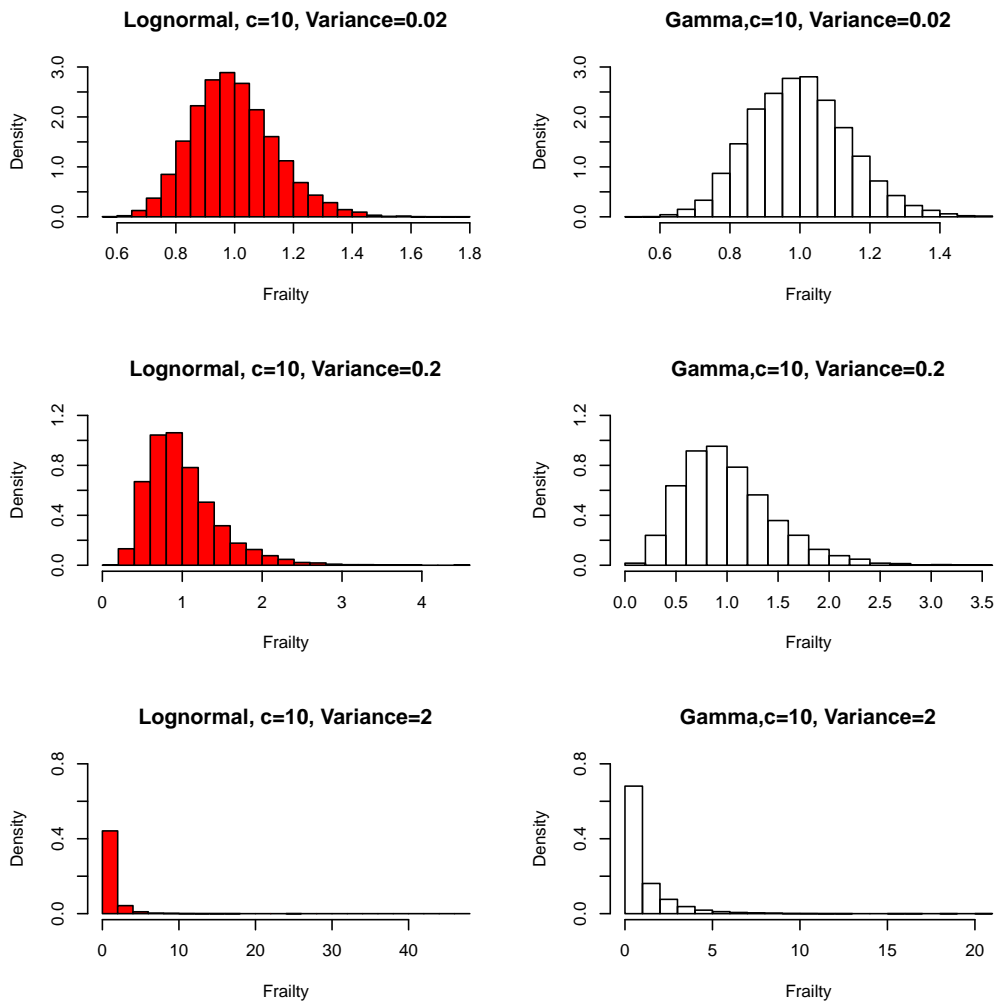 Lognormal, c=10, Variance=0.02
Density
0.0 1.0 2.0 3.0
0.6 0.8 1.0 1.2 1.4 1.6 1.8
Frailty
Gamma,c=10, Variance=0.02
Density
0.0 1.0 2.0 3.0
0.6 0.8 1.0 1.2 1.4
Frailty
Lognormal, c=10, Variance=0.2
Density
0.0 0.4 0.8 1.2
0 1 2 3 4
Frailty
Gamma,c=10, Variance=0.2
Density
0.0 0.4 0.8 1.2
0.0 0.5 1.0 1.5 2.0 2.5 3.0 3.5
Frailty
Lognormal, c=10, Variance=2
Density
0.0 0.4 0.8
0 10 20 30 40
Frailty
Gamma,c=10, Variance=2
Density
0.0 0.4 0.8
0 5 10 15 20
Frailty